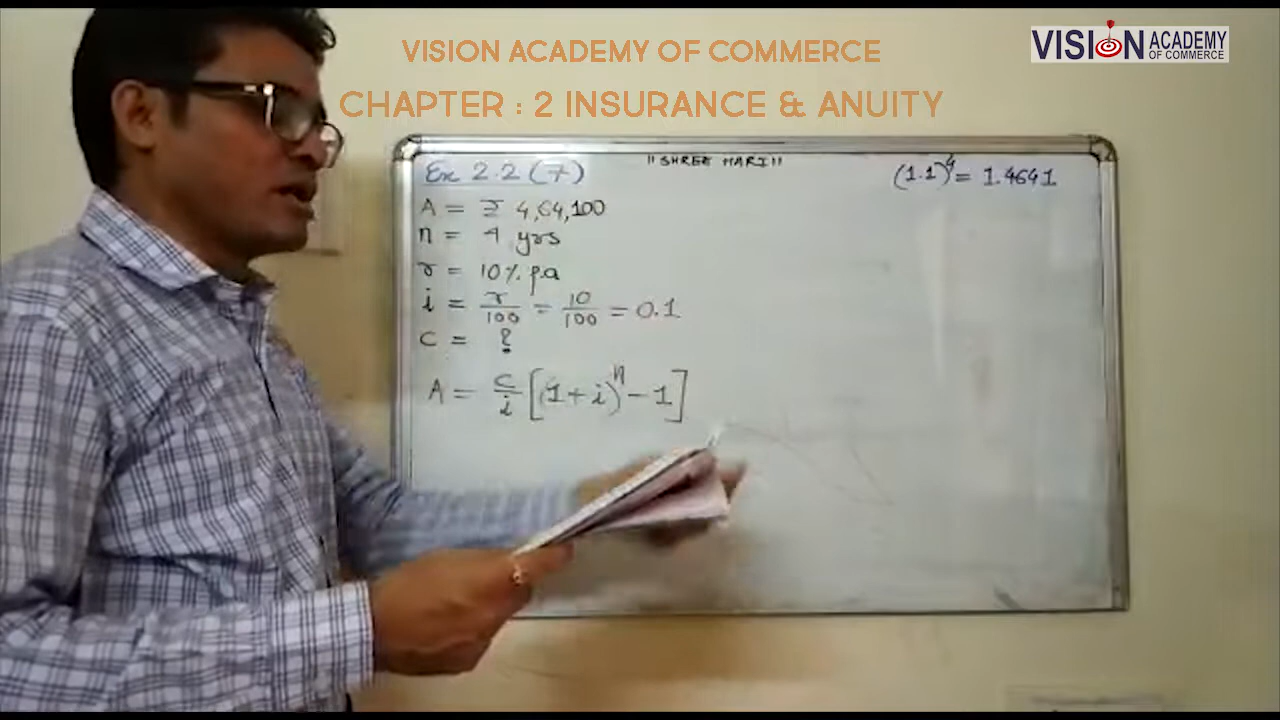 VISION ACADEMY OF COMMERCE
VISION ACADEMY OF COMMERCE
CHAPTER : 2 INSURANCE & ANUITY
"SHREE HARI"
Ex 2.2 (7)
(1.1)^4 = 1.4641
A = ₹ 4,64,100
n = 4 yrs
r = 10% p.a
i = r/100 = 10/100 = 0.1
C = ?
A = C/i [(1+i)^n - 1]